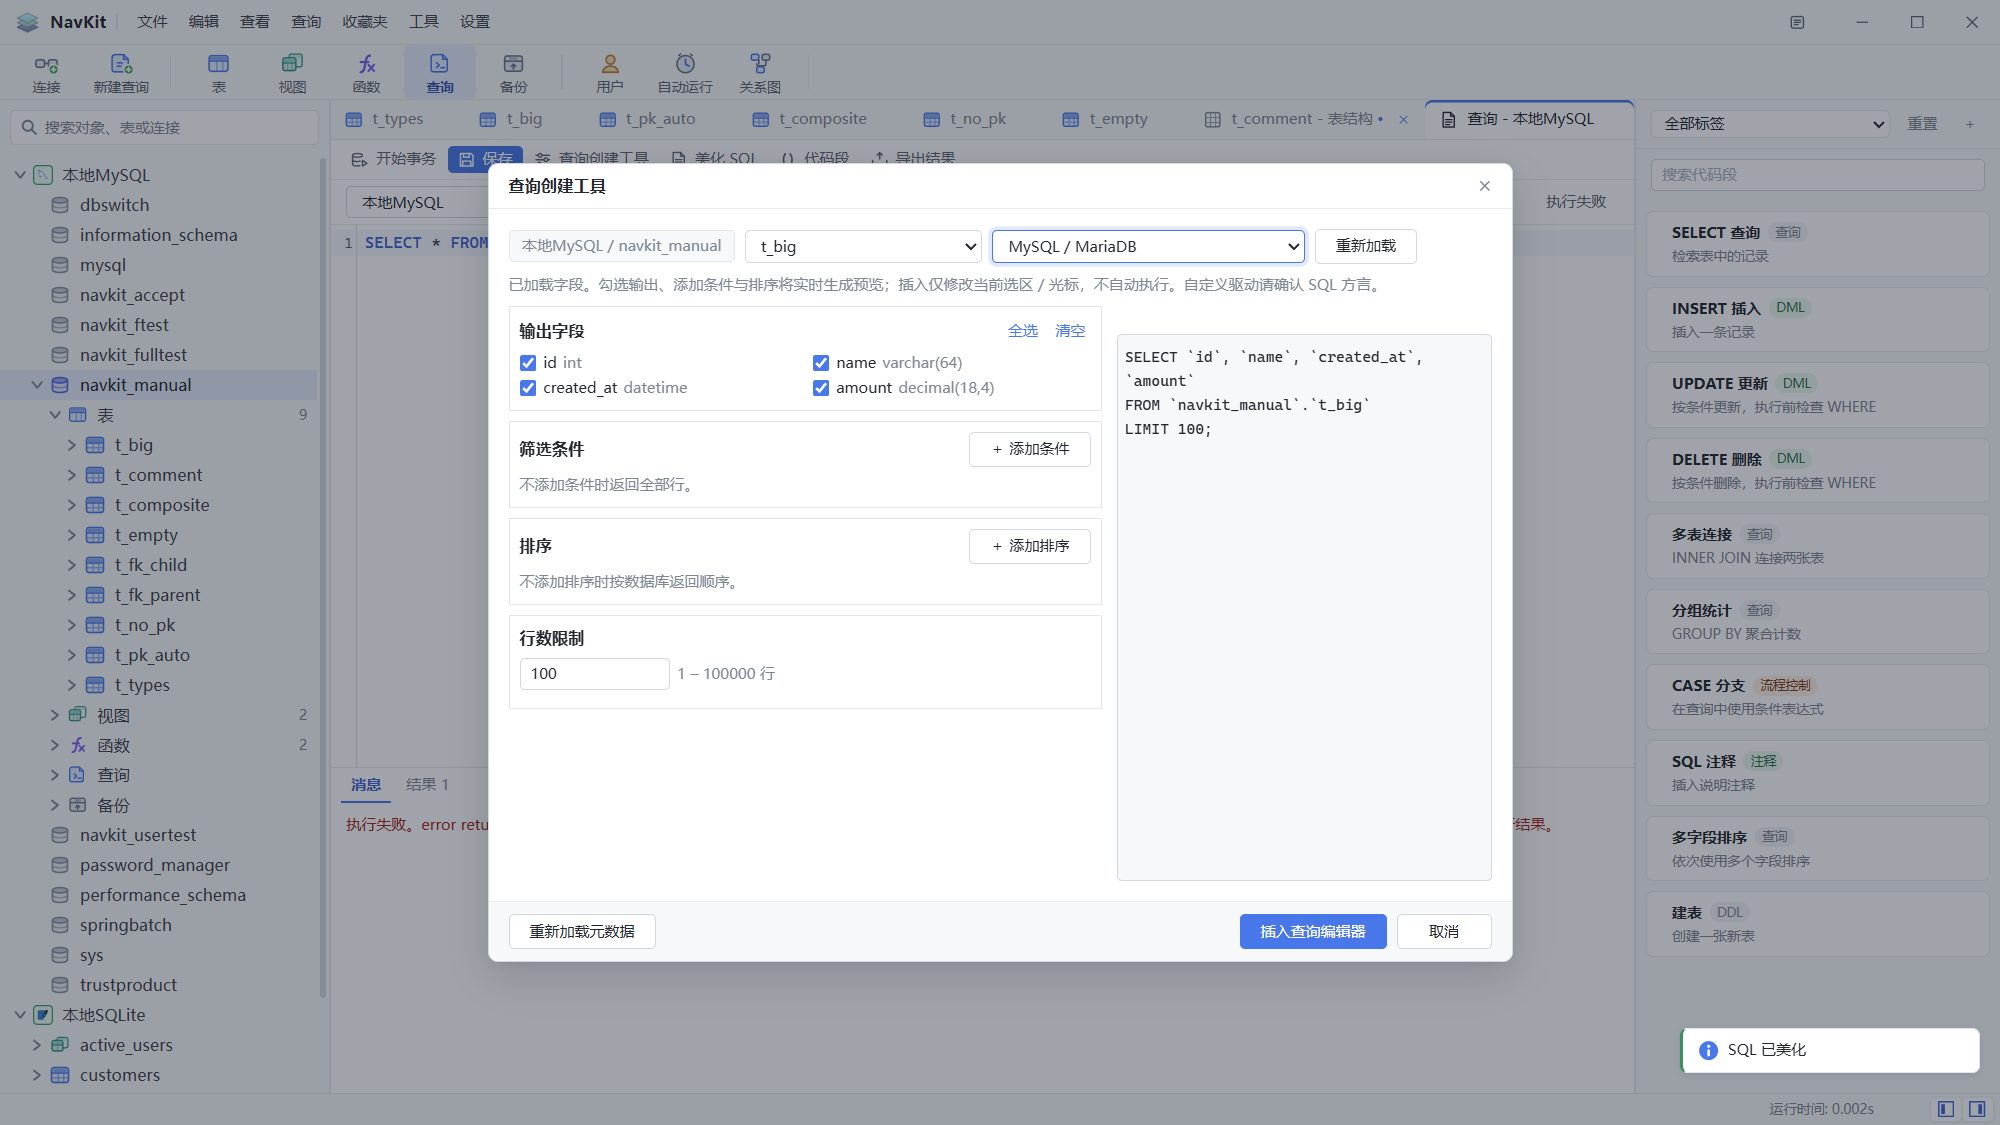 NavKit 文件 编辑 查看 查询 收藏夹 工具 设置
连接 新建查询 表 视图 函数 查询 备份 用户 自动运行 关系图
搜索对象、表或连接
本地MySQL
dbswitch
information_schema
mysql
navkit_accept
navkit_ftest
navkit_fulltest
navkit_manual
表 9
t_big
t_comment
t_composite
t_empty
t_fk_child
t_fk_parent
t_no_pk
t_pk_auto
t_types
视图 2
函数 2
查询
备份
navkit_usertest
password_manager
performance_schema
springbatch
sys
trustproduct
本地SQLite
active_users
customers
t_types t_big t_pk_auto t_composite t_no_pk t_empty t_comment - 表结构 • × 查询 - 本地MySQL
开始事务 保存 查询创建工具 美化 SQL 代码段 导出结果
本地MySQL 执行失败
1 SELECT * FROM
消息 结果 1
执行失败。error retu
结果。
查询创建工具
本地MySQL / navkit_manual t_big MySQL / MariaDB 重新加载
已加载字段。勾选输出、添加条件与排序将实时生成预览；插入仅修改当前选区 / 光标，不自动执行。自定义驱动请确认 SQL 方言。
输出字段 全选 清空
id int name varchar(64)
created_at datetime amount decimal(18,4)
筛选条件 + 添加条件
不添加条件时返回全部行。
排序 + 添加排序
不添加排序时按数据库返回顺序。
行数限制
100 1 – 100000 行
SELECT `id`, `name`, `created_at`,
`amount`
FROM `navkit_manual`.`t_big`
LIMIT 100;
重新加载元数据 插入查询编辑器 取消
全部标签 重置 +
搜索代码段
SELECT 查询 查询
检索表中的记录
INSERT 插入 DML
插入一条记录
UPDATE 更新 DML
按条件更新，执行前检查 WHERE
DELETE 删除 DML
按条件删除，执行前检查 WHERE
多表连接 查询
INNER JOIN 连接两张表
分组统计 查询
GROUP BY 聚合计数
CASE 分支 流程控制
在查询中使用条件表达式
SQL 注释 注释
插入说明注释
多字段排序 查询
依次使用多个字段排序
建表 DDL
创建一张新表
SQL 已美化
运行时间: 0.002s